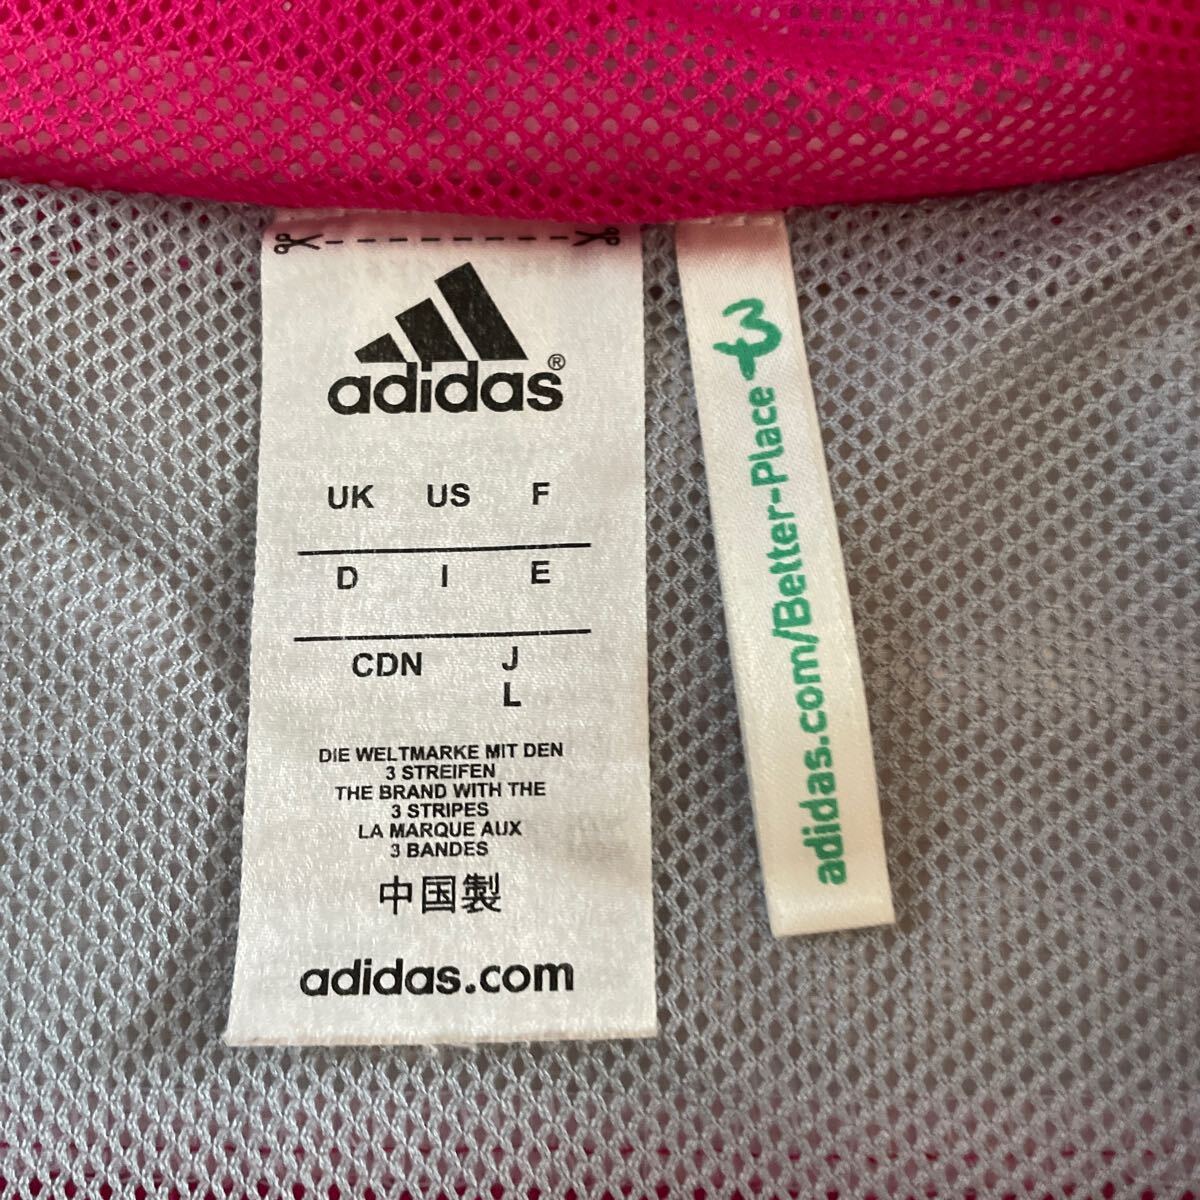 adidas®
UK US F
D I E
CDN J
L
DIE WELTMARKE MIT DEN
3 STREIFEN
THE BRAND WITH THE
3 STRIPES
LA MARQUE AUX
3 BANDES
中国製
adidas.com
adidas.com/Better-Place